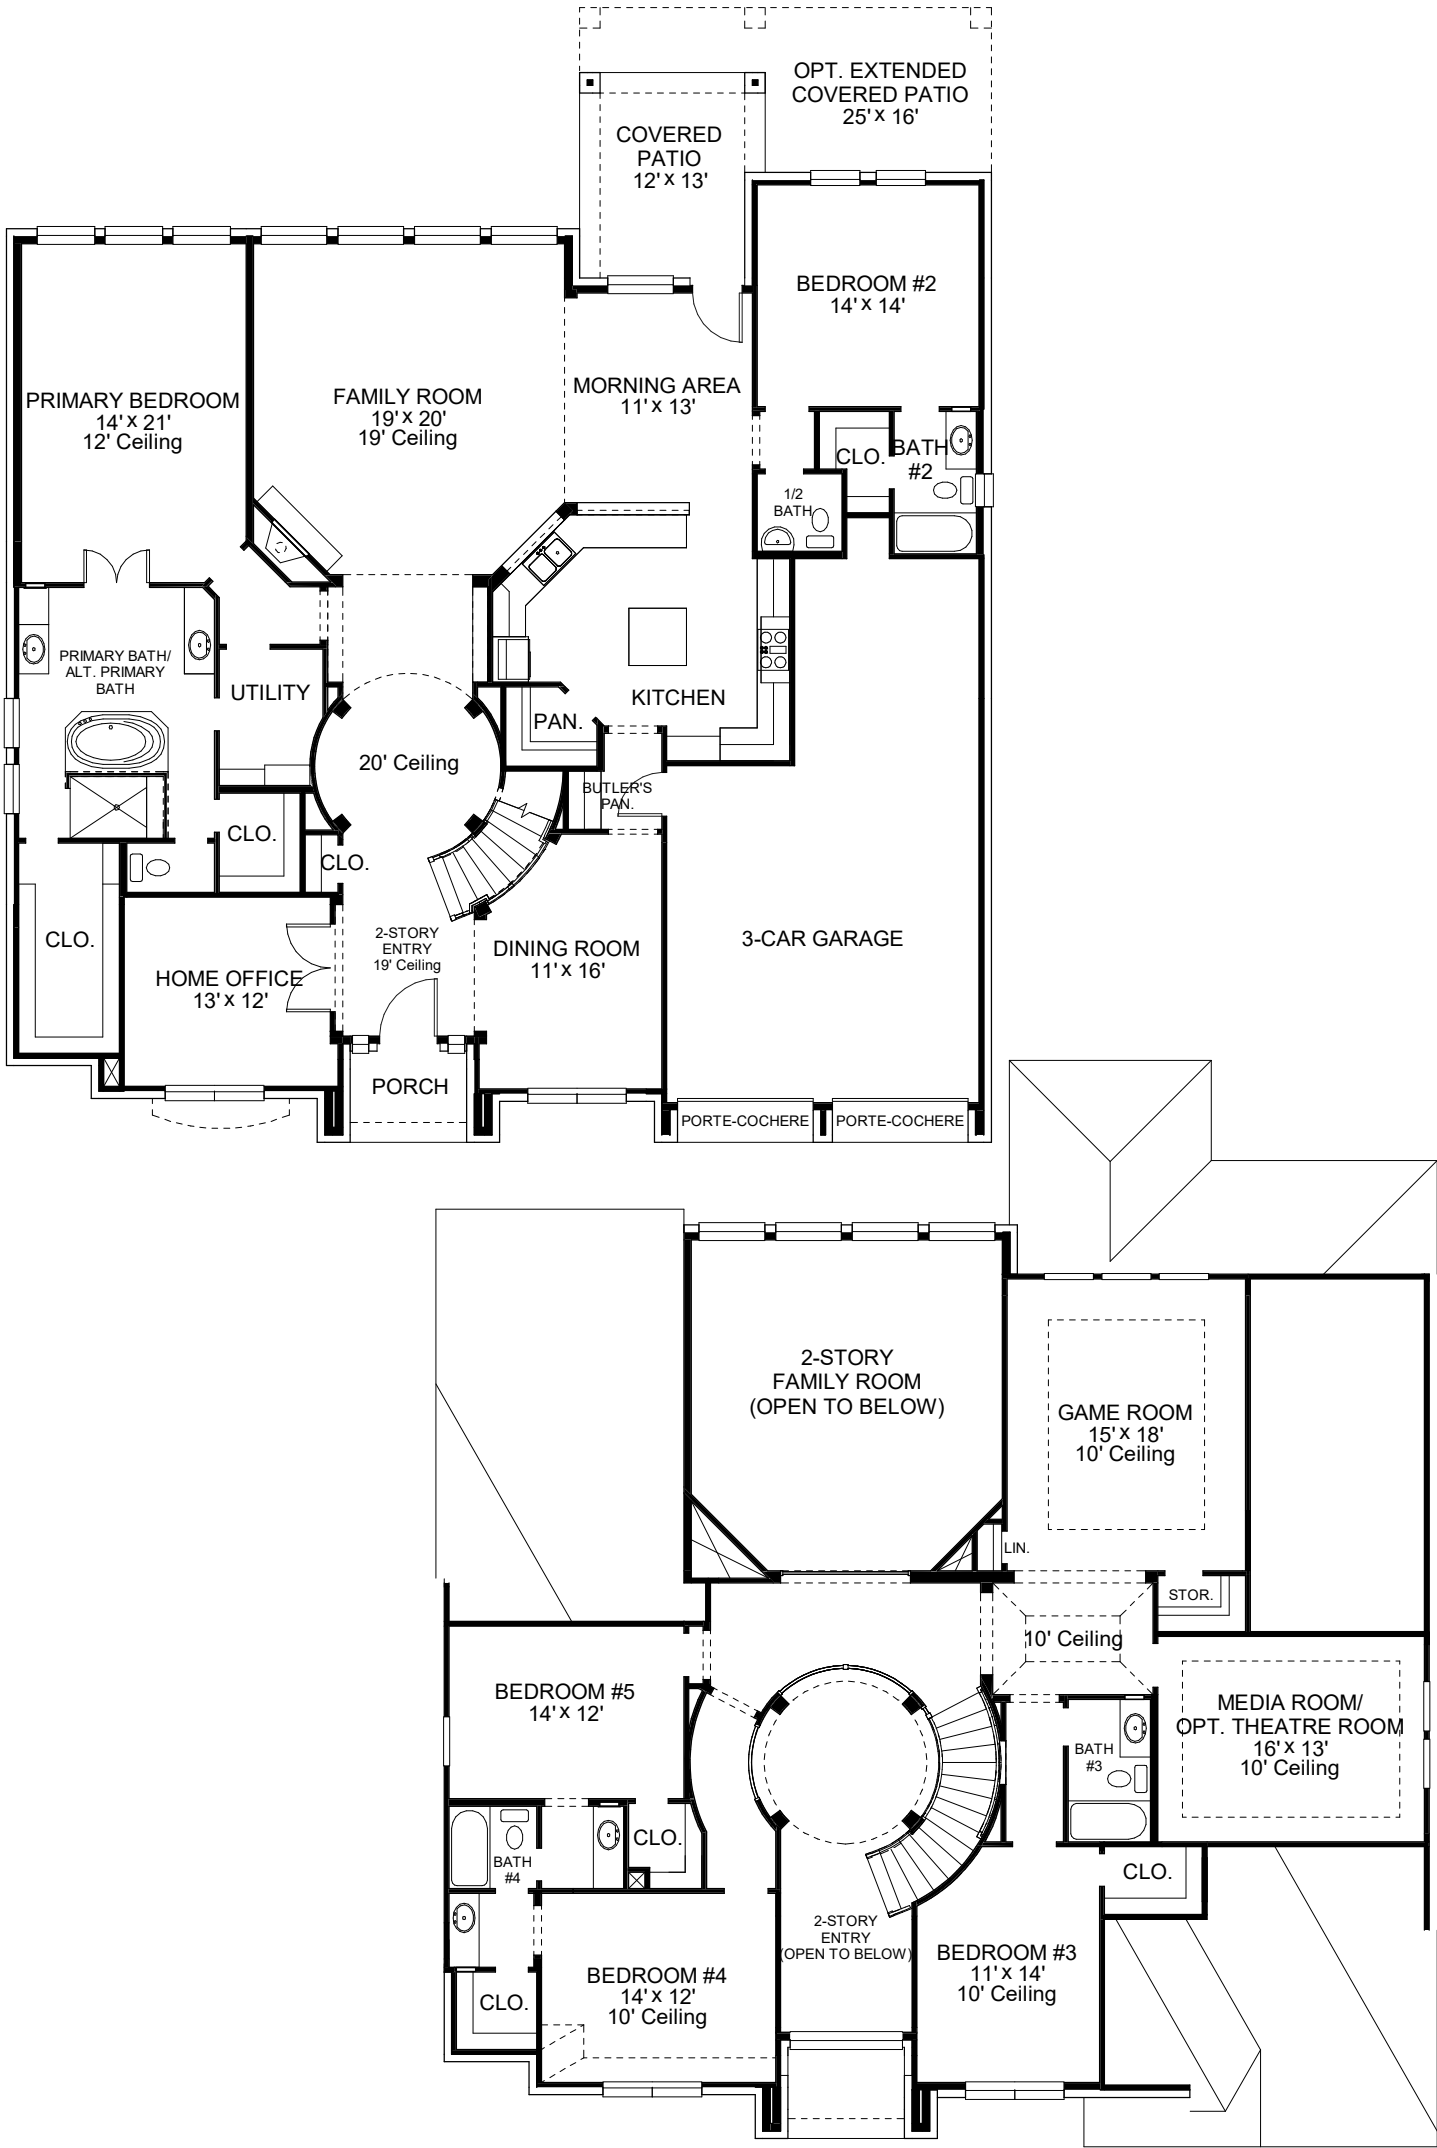 OPT. EXTENDED
COVERED PATIO
25' x 16'
COVERED
PATIO
12' x 13'
BEDROOM #2
14' x 14'
PRIMARY BEDROOM
14' x 21'
12' Ceiling
FAMILY ROOM
19' x 20'
19' Ceiling
MORNING AREA
11' x 13'
CLO.
BATH
#2
1/2
BATH
PRIMARY BATH/
ALT. PRIMARY
BATH
UTILITY
KITCHEN
PAN.
20' Ceiling
BUTLER'S
PAN.
CLO.
CLO.
CLO.
2-STORY
ENTRY
19' Ceiling
DINING ROOM
11' x 16'
3-CAR GARAGE
HOME OFFICE
13' x 12'
PORCH
PORTE-COCHERE
PORTE-COCHERE
2-STORY
FAMILY ROOM
(OPEN TO BELOW)
GAME ROOM
15' x 18'
10' Ceiling
LIN.
STOR.
10' Ceiling
BEDROOM #5
14' x 12'
MEDIA ROOM/
OPT. THEATRE ROOM
16' x 13'
10' Ceiling
BATH
#3
CLO.
BATH
#4
CLO.
2-STORY
ENTRY
(OPEN TO BELOW)
BEDROOM #3
11' x 14'
10' Ceiling
BEDROOM #4
14' x 12'
10' Ceiling
CLO.